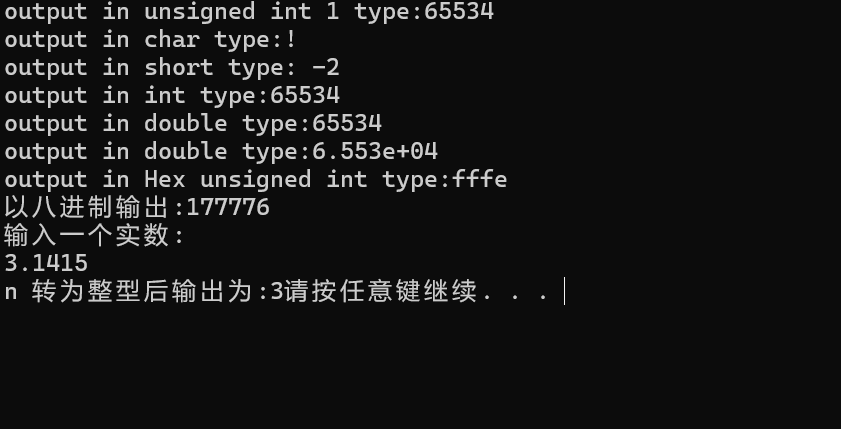 output in unsigned int 1 type:65534
output in char type:!
output in short type: -2
output in int type:65534
output in double type:65534
output in double type:6.553e+04
output in Hex unsigned int type:fffe
以八进制输出:177776
输入一个实数:
3.1415
n 转为整型后输出为:3请按任意键继续. . .